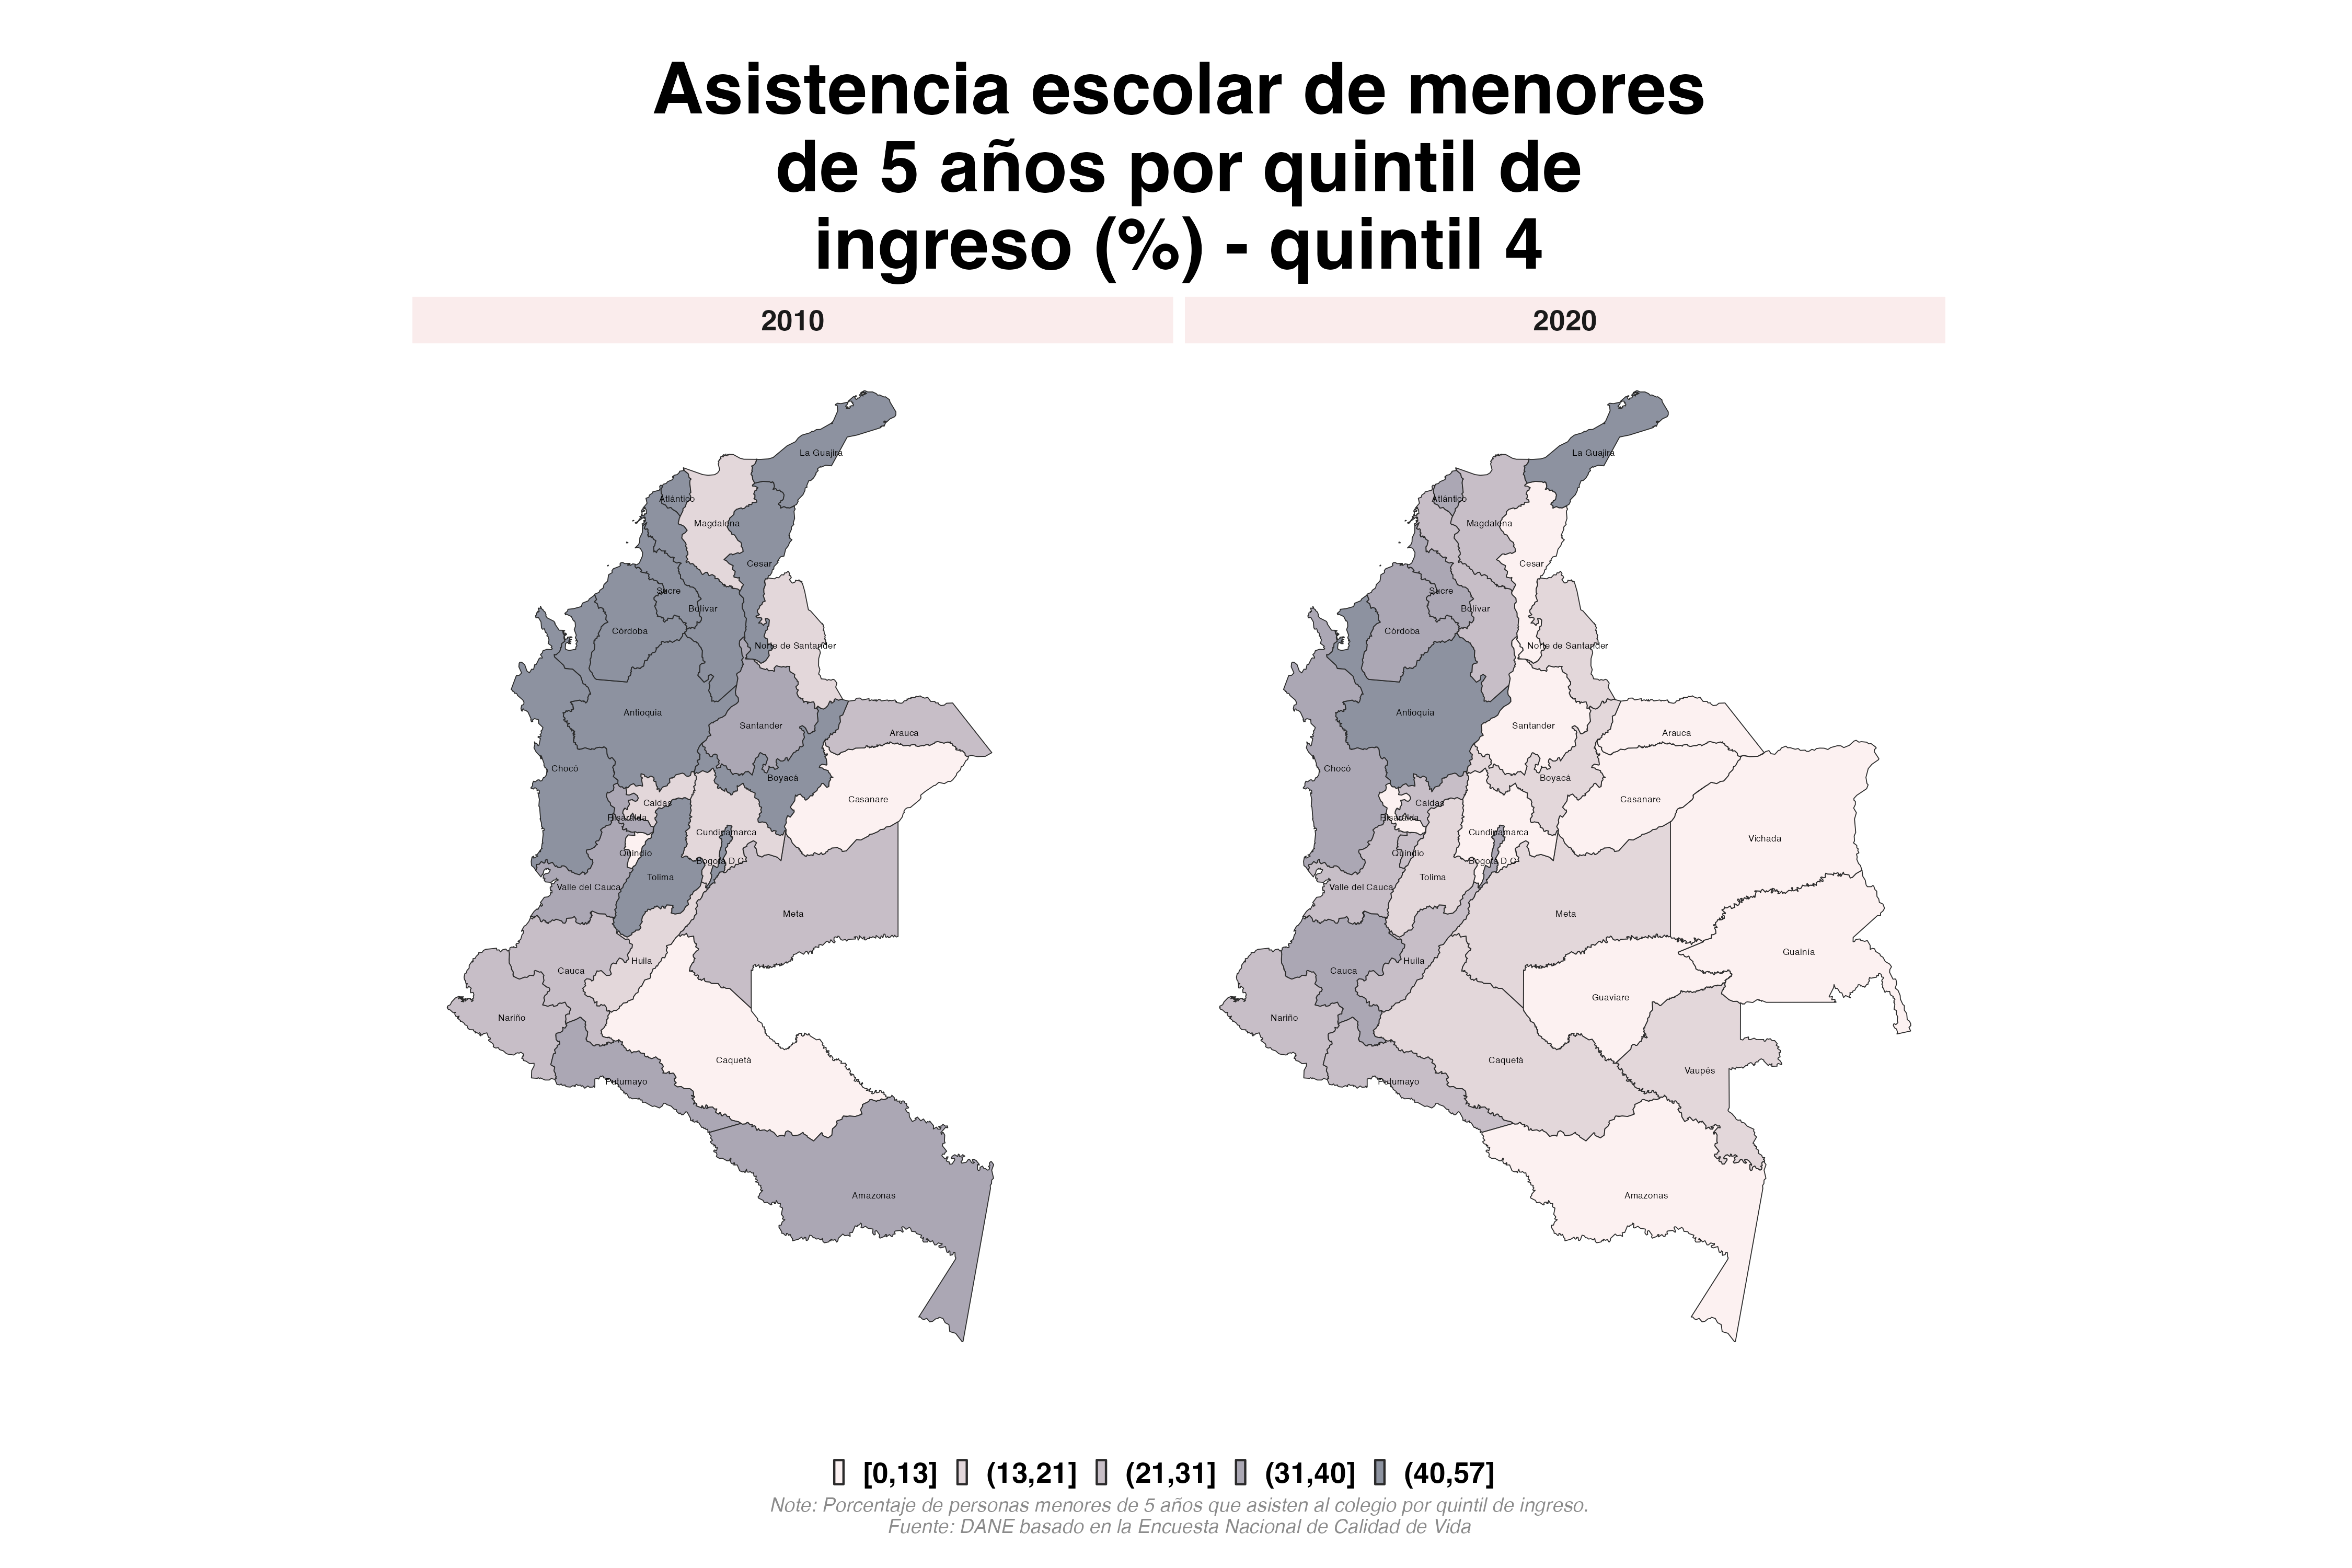 Asistencia escolar de menores
de 5 años por quintil de
ingreso (%) - quintil 4
2010
2020
La Guajira
Atlántico
Magdalena
Cesar
Sucre
Bolívar
Córdoba
Norte de Santander
Antioquia
Santander
Arauca
Chocó
Boyacá
Casanare
Caldas
Risaralda
Cundinamarca
Quindío
Bogotá D.C.
Tolima
Valle del Cauca
Meta
Huila
Cauca
Nariño
Caquetá
Putumayo
Amazonas
La Guajira
Atlántico
Magdalena
Cesar
Sucre
Bolívar
Córdoba
Norte de Santander
Antioquia
Santander
Arauca
Chocó
Boyacá
Casanare
Caldas
Risaralda
Cundinamarca
Vichada
Quindío
Bogotá D.C.
Tolima
Valle del Cauca
Meta
Guainía
Huila
Cauca
Guaviare
Nariño
Caquetá
Vaupés
Putumayo
Amazonas
[0,13] (13,21] (21,31] (31,40] (40,57]
Note: Porcentaje de personas menores de 5 años que asisten al colegio por quintil de ingreso.
Fuente: DANE basado en la Encuesta Nacional de Calidad de Vida